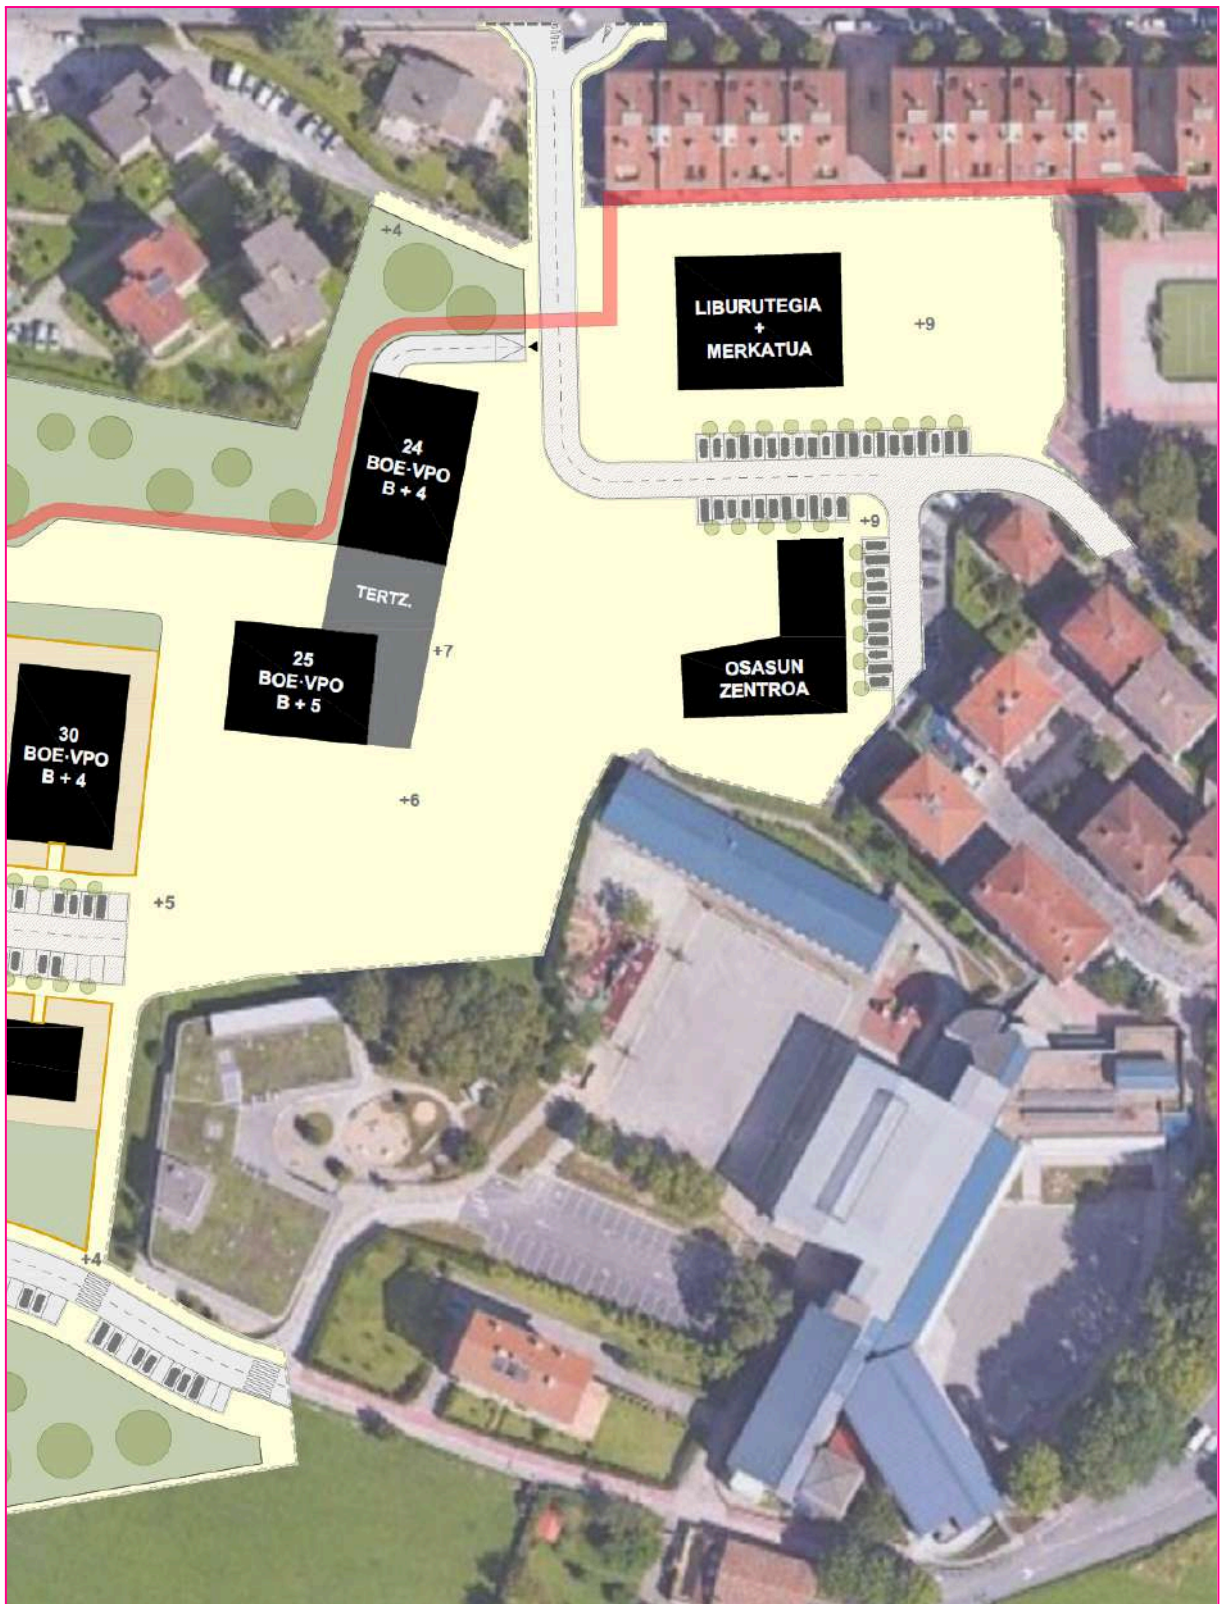 +4
LIBURUTEGIA
+
MERKATUA
+9
24
BOE·VPO
B + 4
+9
TERTZ.
+7
25
BOE·VPO
B + 5
OSASUN
ZENTROA
30
BOE·VPO
B + 4
+6
+5
+4